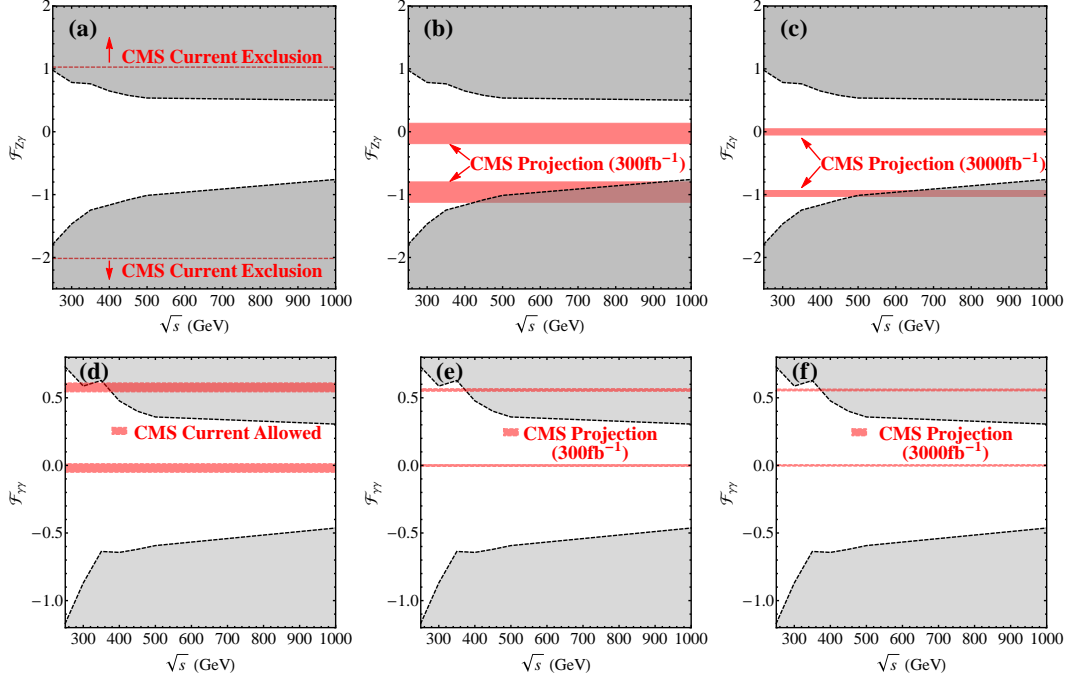 (a)
CMS Current Exclusion
CMS Current Exclusion
2
1
0
−1
−2
ℱZγ
300 400 500 600 700 800 900 1000
√s (GeV)
(b)
CMS Projection (300fb⁻¹)
2
1
0
−1
−2
ℱZγ
300 400 500 600 700 800 900 1000
√s (GeV)
(c)
CMS Projection (3000fb⁻¹)
2
1
0
−1
−2
ℱZγ
300 400 500 600 700 800 900 1000
√s (GeV)
(d)
CMS Current Allowed
0.5
0.0
−0.5
−1.0
ℱγγ
300 400 500 600 700 800 900 1000
√s (GeV)
(e)
CMS Projection
(300fb⁻¹)
0.5
0.0
−0.5
−1.0
ℱγγ
300 400 500 600 700 800 900 1000
√s (GeV)
(f)
CMS Projection
(3000fb⁻¹)
0.5
0.0
−0.5
−1.0
ℱγγ
300 400 500 600 700 800 900 1000
√s (GeV)